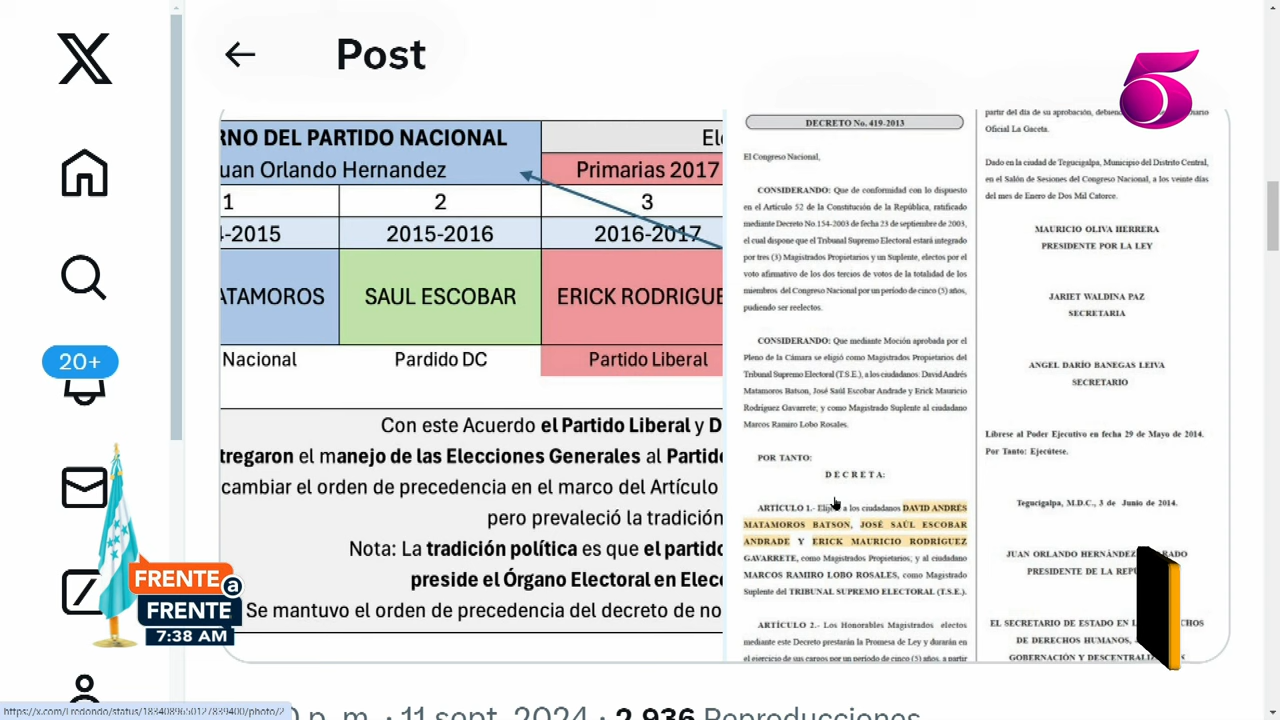 Post
5
RNO DEL PARTIDO NACIONAL
uan Orlando Hernandez
Primarias 2017
1
2
3
-2015
2015-2016
2016-2017
ATAMOROS
SAUL ESCOBAR
ERICK RODRIGUE
Nacional
Pardido DC
Partido Liberal
Con este Acuerdo el Partido Liberal y D
tregaron el manejo de las Elecciones Generales al Partido
cambiar el orden de precedencia en el marco del Artículo
pero prevaleció la tradición
Nota: La tradición política es que el partido
preside el Órgano Electoral en Elec
Se mantuvo el orden de precedencia del decreto de no
DECRETO No. 419-2013
El Congreso Nacional,
CONSIDERANDO: Que de conformidad con lo dispuesto
en el Artículo 52 de la Constitución de la República, ratificado
mediante Decreto No.154-2003 de fecha 23 de septiembre de 2003,
el cual dispone que el Tribunal Supremo Electoral estará integrado
por tres (3) Magistrados Propietarios y un Suplente, electos por el
voto afirmativo de los dos tercios de votos de la totalidad de los
miembros del Congreso Nacional por un período de cinco (5) años,
pudiendo ser reelectos.
CONSIDERANDO: Que mediante Moción aprobada por el
Pleno de la Cámara se eligió como Magistrados Propietarios del
Tribunal Supremo Electoral (T.S.E.), a los ciudadanos: David Andrés
Matamoros Batson, José Saúl Escobar Andrade y Erick Mauricio
Rodríguez Gavarrete; y como Magistrado Suplente al ciudadano
Marcos Ramiro Lobo Rosales.
POR TANTO:
D E C R E T A:
ARTÍCULO 1.- a los ciudadanos DAVID ANDRÉS
MATAMOROS BATSON, JOSÉ SAÚL ESCOBAR
ANDRADE Y ERICK MAURICIO RODRÍGUEZ
GAVARRETE, como Magistrados Propietarios; y al ciudadano
MARCOS RAMIRO LOBO ROSALES, como Magistrado
Suplente del TRIBUNAL SUPREMO ELECTORAL (T.S.E.).
ARTÍCULO 2.- Los Honorables Magistrados electos
mediante este Decreto prestarán la Promesa de Ley y durarán en
el ejercicio de sus cargos por un período de cinco (5) años, a partir
partir del día de su aprobación,
Oficial La Gaceta.
Dado en la ciudad de Tegucigalpa, Municipio del Distrito Central,
en el Salón de Sesiones del Congreso Nacional, a los veinte días
del mes de Enero de Dos Mil Catorce.
MAURICIO OLIVA HERRERA
PRESIDENTE POR LA LEY
JARIET WALDINA PAZ
SECRETARIA
ANGEL DARÍO BANEGAS LEIVA
SECRETARIO
Líbrese al Poder Ejecutivo en fecha 29 de Mayo de 2014.
Por Tanto: Ejecútese.
Tegucigalpa, M.D.C., 3 de Junio de 2014.
JUAN ORLANDO HERNÁNDEZ
PRESIDENTE DE LA
EL SECRETARIO DE ESTADO EN
DE DERECHOS HUMANOS,
GOBERNACIÓN Y
20+
FRENTE a
FRENTE
7:38 AM
https://x.com/Lredondo/status/1834089650127839400/photo/2
p. m. · 11 sept. 2024 · 2,936 Reproducciones